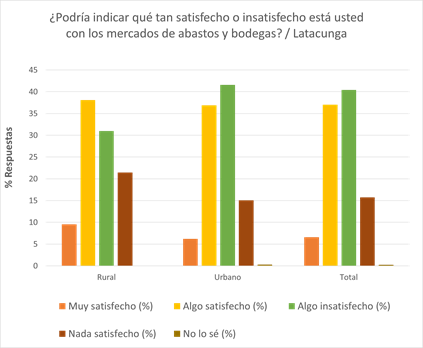 ¿Podría indicar qué tan satisfecho o insatisfecho está usted
con los mercados de abastos y bodegas? / Latacunga
% Respuestas
45
40
35
30
25
20
15
10
5
0
Rural
Urbano
Total
Muy satisfecho (%)
Algo satisfecho (%)
Algo insatisfecho (%)
Nada satisfecho (%)
No lo sé (%)